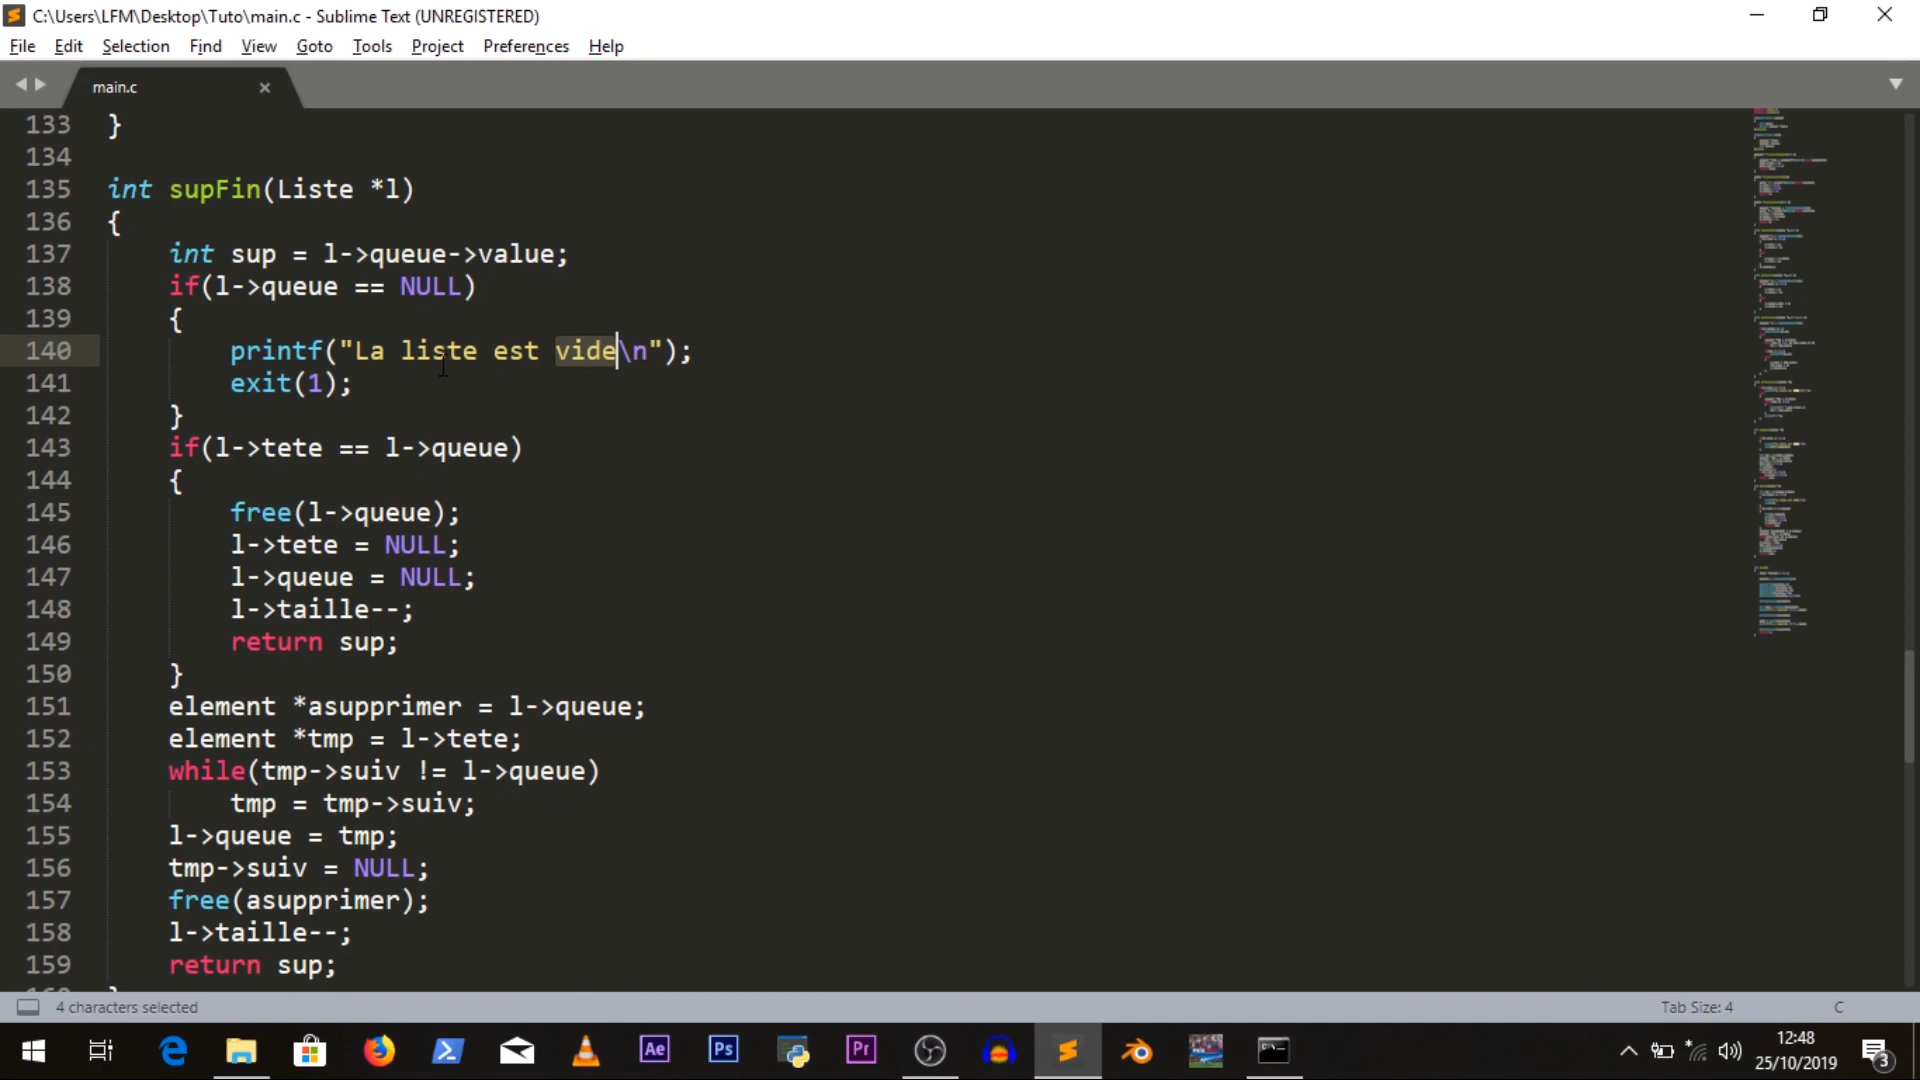 C:\Users\LFM\Desktop\Tuto\main.c - Sublime Text (UNREGISTERED)
File Edit Selection Find View Goto Tools Project Preferences Help
main.c
133 }
134
135 int supFin(Liste *l)
136 {
137     int sup = l->queue->value;
138     if(l->queue == NULL)
139     {
140         printf("La liste est vide\n");
141         exit(1);
142     }
143     if(l->tete == l->queue)
144     {
145         free(l->queue);
146         l->tete = NULL;
147         l->queue = NULL;
148         l->taille--;
149         return sup;
150     }
151     element *asupprimer = l->queue;
152     element *tmp = l->tete;
153     while(tmp->suiv != l->queue)
154         tmp = tmp->suiv;
155     l->queue = tmp;
156     tmp->suiv = NULL;
157     free(asupprimer);
158     l->taille--;
159     return sup;
4 characters selected
Tab Size: 4
C
Ae
Ps
Pr
12:48
25/10/2019
3